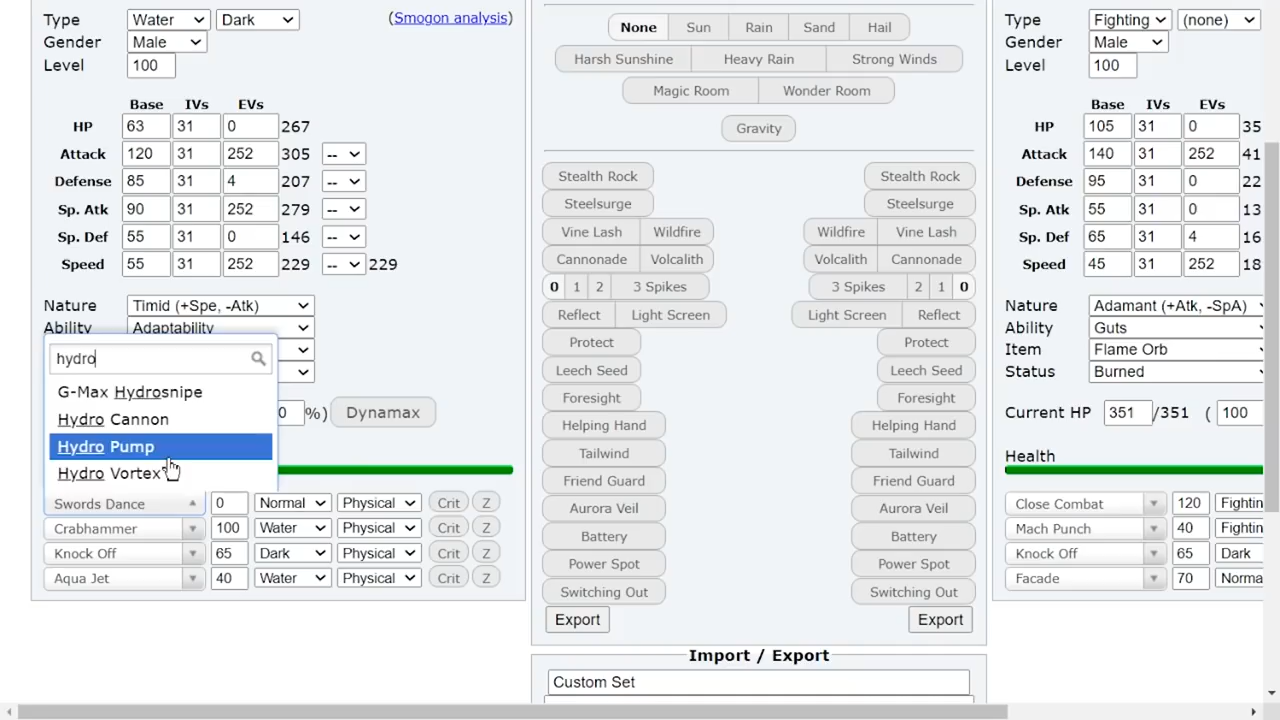 Type Water Dark (Smogon analysis)
Gender Male
Level 100
Base IVs EVs
HP 63 31 0 267
Attack 120 31 252 305 --
Defense 85 31 4 207 --
Sp. Atk 90 31 252 279 --
Sp. Def 55 31 0 146 --
Speed 55 31 252 229 -- 229
Nature Timid (+Spe, -Atk)
Ability Adaptability
hydro
G-Max Hydrosnipe
Hydro Cannon
Hydro Pump
Hydro Vortex
0 %) Dynamax
Swords Dance 0 Normal Physical Crit Z
Crabhammer 100 Water Physical Crit Z
Knock Off 65 Dark Physical Crit Z
Aqua Jet 40 Water Physical Crit Z
None Sun Rain Sand Hail
Harsh Sunshine Heavy Rain Strong Winds
Magic Room Wonder Room
Gravity
Stealth Rock Stealth Rock
Steelsurge Steelsurge
Vine Lash Wildfire Wildfire Vine Lash
Cannonade Volcalith Volcalith Cannonade
0 1 2 3 Spikes 3 Spikes 2 1 0
Reflect Light Screen Light Screen Reflect
Protect Protect
Leech Seed Leech Seed
Foresight Foresight
Helping Hand Helping Hand
Tailwind Tailwind
Friend Guard Friend Guard
Aurora Veil Aurora Veil
Battery Battery
Power Spot Power Spot
Switching Out Switching Out
Export Export
Import / Export
Custom Set
Type Fighting (none)
Gender Male
Level 100
Base IVs EVs
HP 105 31 0 35
Attack 140 31 252 41
Defense 95 31 0 22
Sp. Atk 55 31 0 13
Sp. Def 65 31 4 16
Speed 45 31 252 18
Nature Adamant (+Atk, -SpA)
Ability Guts
Item Flame Orb
Status Burned
Current HP 351 /351 ( 100
Health
Close Combat 120 Fightin
Mach Punch 40 Fightin
Knock Off 65 Dark
Facade 70 Norma